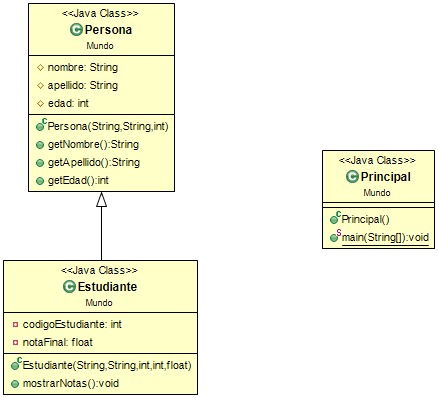 <<Java Class>>
Persona
Mundo
nombre: String
apellido: String
edad: int
Persona(String,String,int)
getNombre():String
getApellido():String
getEdad():int
<<Java Class>>
Principal
Mundo
Principal()
main(String[]):void
<<Java Class>>
Estudiante
Mundo
codigoEstudiante: int
notaFinal: float
Estudiante(String,String,int,int,float)
mostrarNotas():void